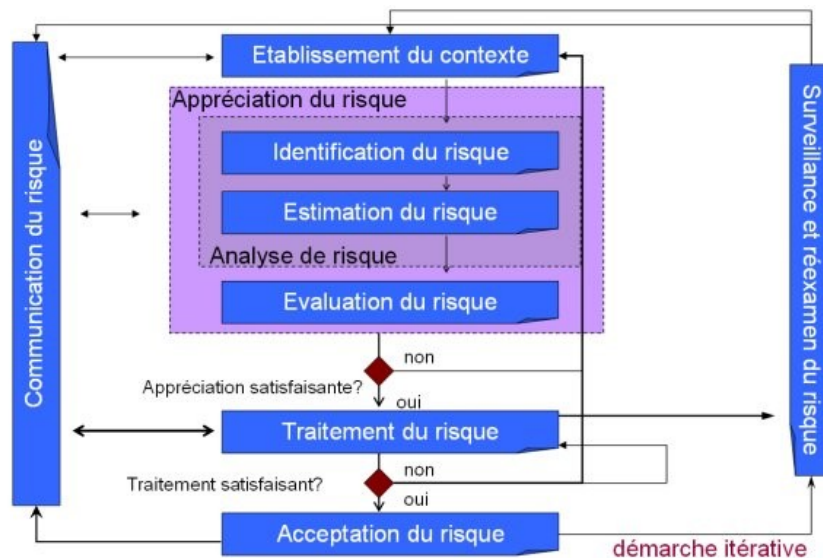 Etablissement du contexte
Appréciation du risque
Identification du risque
Estimation du risque
Analyse de risque
Evaluation du risque
non
Appréciation satisfaisante?
oui
Traitement du risque
non
Traitement satisfaisant?
oui
Acceptation du risque
démarche itérative
Communication du risque
Surveillance et réexamen du risque